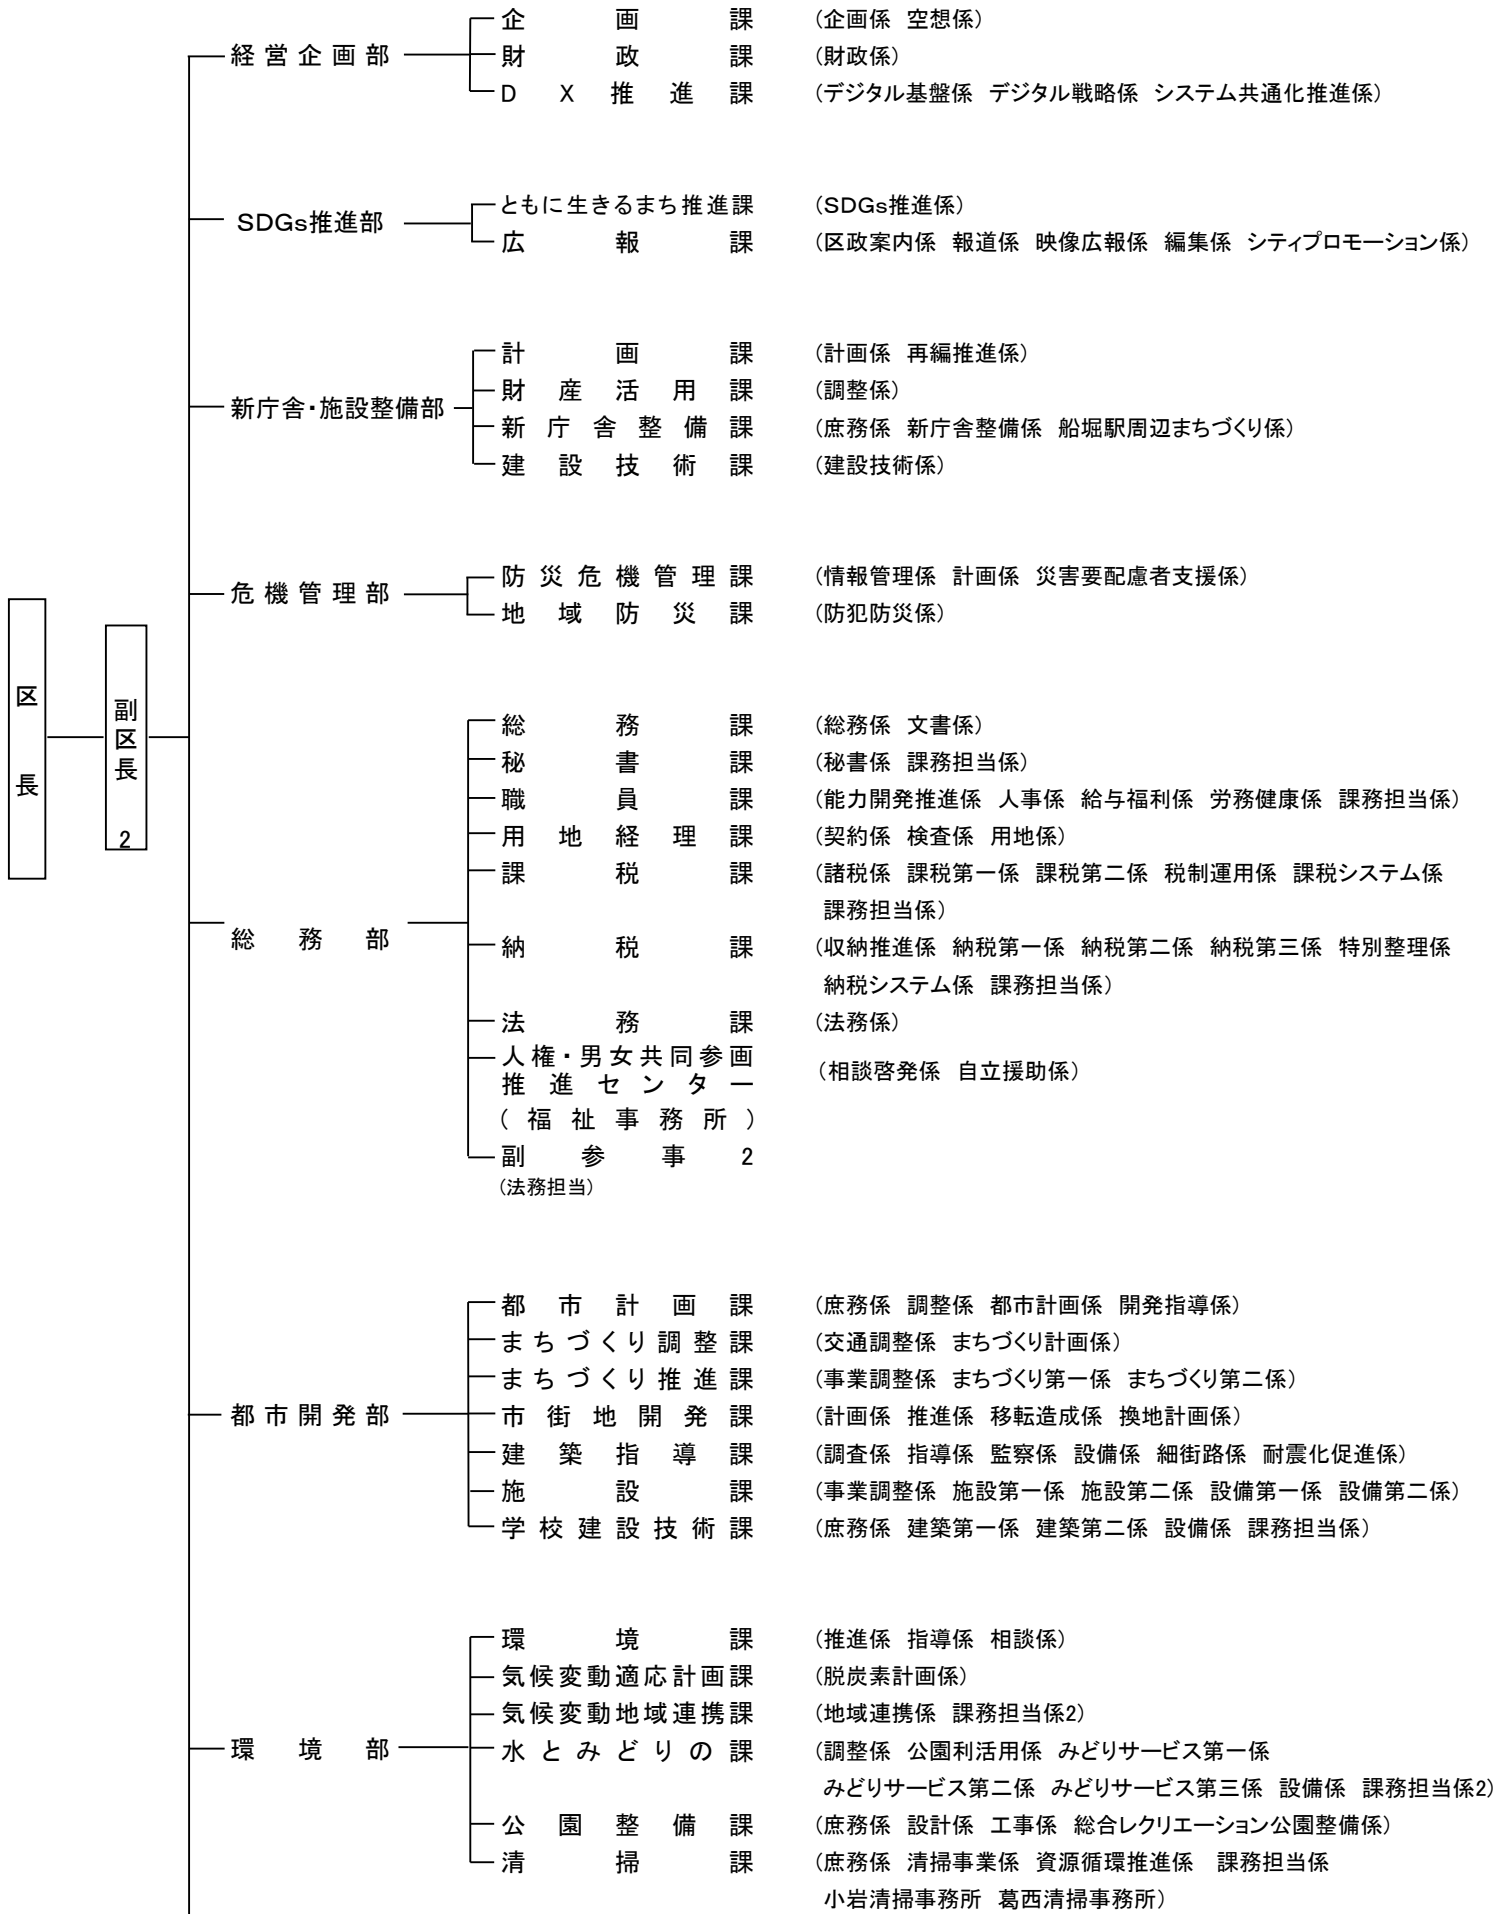 企画課 (企画係 空想係)
経営企画部 財政課 (財政係)
DX推進課 (デジタル基盤係 デジタル戦略係 システム共通化推進係)
ともに生きるまち推進課 (SDGs推進係)
SDGs推進部
広報課 (区政案内係 報道係 映像広報係 編集係 シティプロモーション係)
計画課 (計画係 再編推進係)
財産活用課 (調整係)
新庁舎・施設整備部
新庁舎整備課 (庶務係 新庁舎整備係 船堀駅周辺まちづくり係)
建設技術課 (建設技術係)
防災危機管理課 (情報管理係 計画係 災害要配慮者支援係)
危機管理部
地域防災課 (防犯防災係)
区長
副区長 2
総務課 (総務係 文書係)
秘書課 (秘書係 課務担当係)
職員課 (能力開発推進係 人事係 給与福利係 労務健康係 課務担当係)
用地経理課 (契約係 検査係 用地係)
課税課 (諸税係 課税第一係 課税第二係 税制運用係 課税システム係
課務担当係)
総務部
納税課 (収納推進係 納税第一係 納税第二係 納税第三係 特別整理係
納税システム係 課務担当係)
法務課 (法務係)
人権・男女共同参画
推進センター (相談啓発係 自立援助係)
(福祉事務所)
副参事 2
(法務担当)
都市計画課 (庶務係 調整係 都市計画係 開発指導係)
まちづくり調整課 (交通調整係 まちづくり計画係)
まちづくり推進課 (事業調整係 まちづくり第一係 まちづくり第二係)
都市開発部 市街地開発課 (計画係 推進係 移転造成係 換地計画係)
建築指導課 (調査係 指導係 監察係 設備係 細街路係 耐震化促進係)
施設課 (事業調整係 施設第一係 施設第二係 設備第一係 設備第二係)
学校建設技術課 (庶務係 建築第一係 建築第二係 設備係 課務担当係)
環境課 (推進係 指導係 相談係)
気候変動適応計画課 (脱炭素計画係)
気候変動地域連携課 (地域連携係 課務担当係2)
環境部 水とみどりの課 (調整係 公園利活用係 みどりサービス第一係
みどりサービス第二係 みどりサービス第三係 設備係 課務担当係2)
公園整備課 (庶務係 設計係 工事係 総合レクリエーション公園整備係)
清掃課 (庶務係 清掃事業係 資源循環推進係 課務担当係
小岩清掃事務所 葛西清掃事務所)